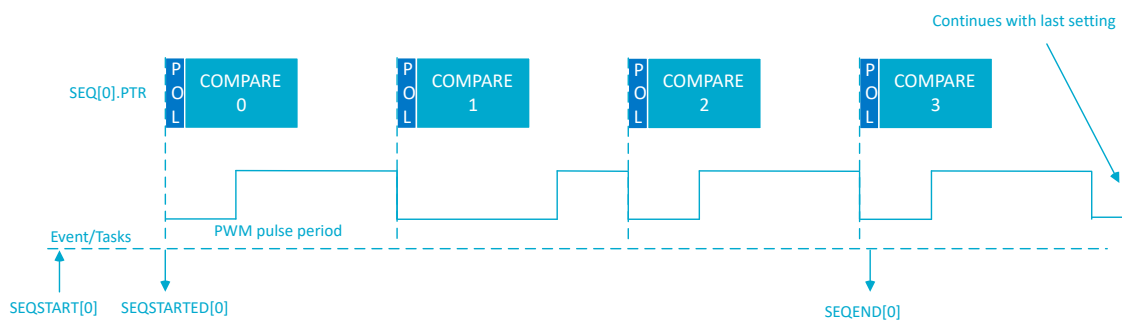 Continues with last setting
SEQ[0].PTR
P
O
L
COMPARE
0
P
O
L
COMPARE
1
P
O
L
COMPARE
2
P
O
L
COMPARE
3
Event/Tasks
PWM pulse period
SEQSTART[0]
SEQSTARTED[0]
SEQEND[0]